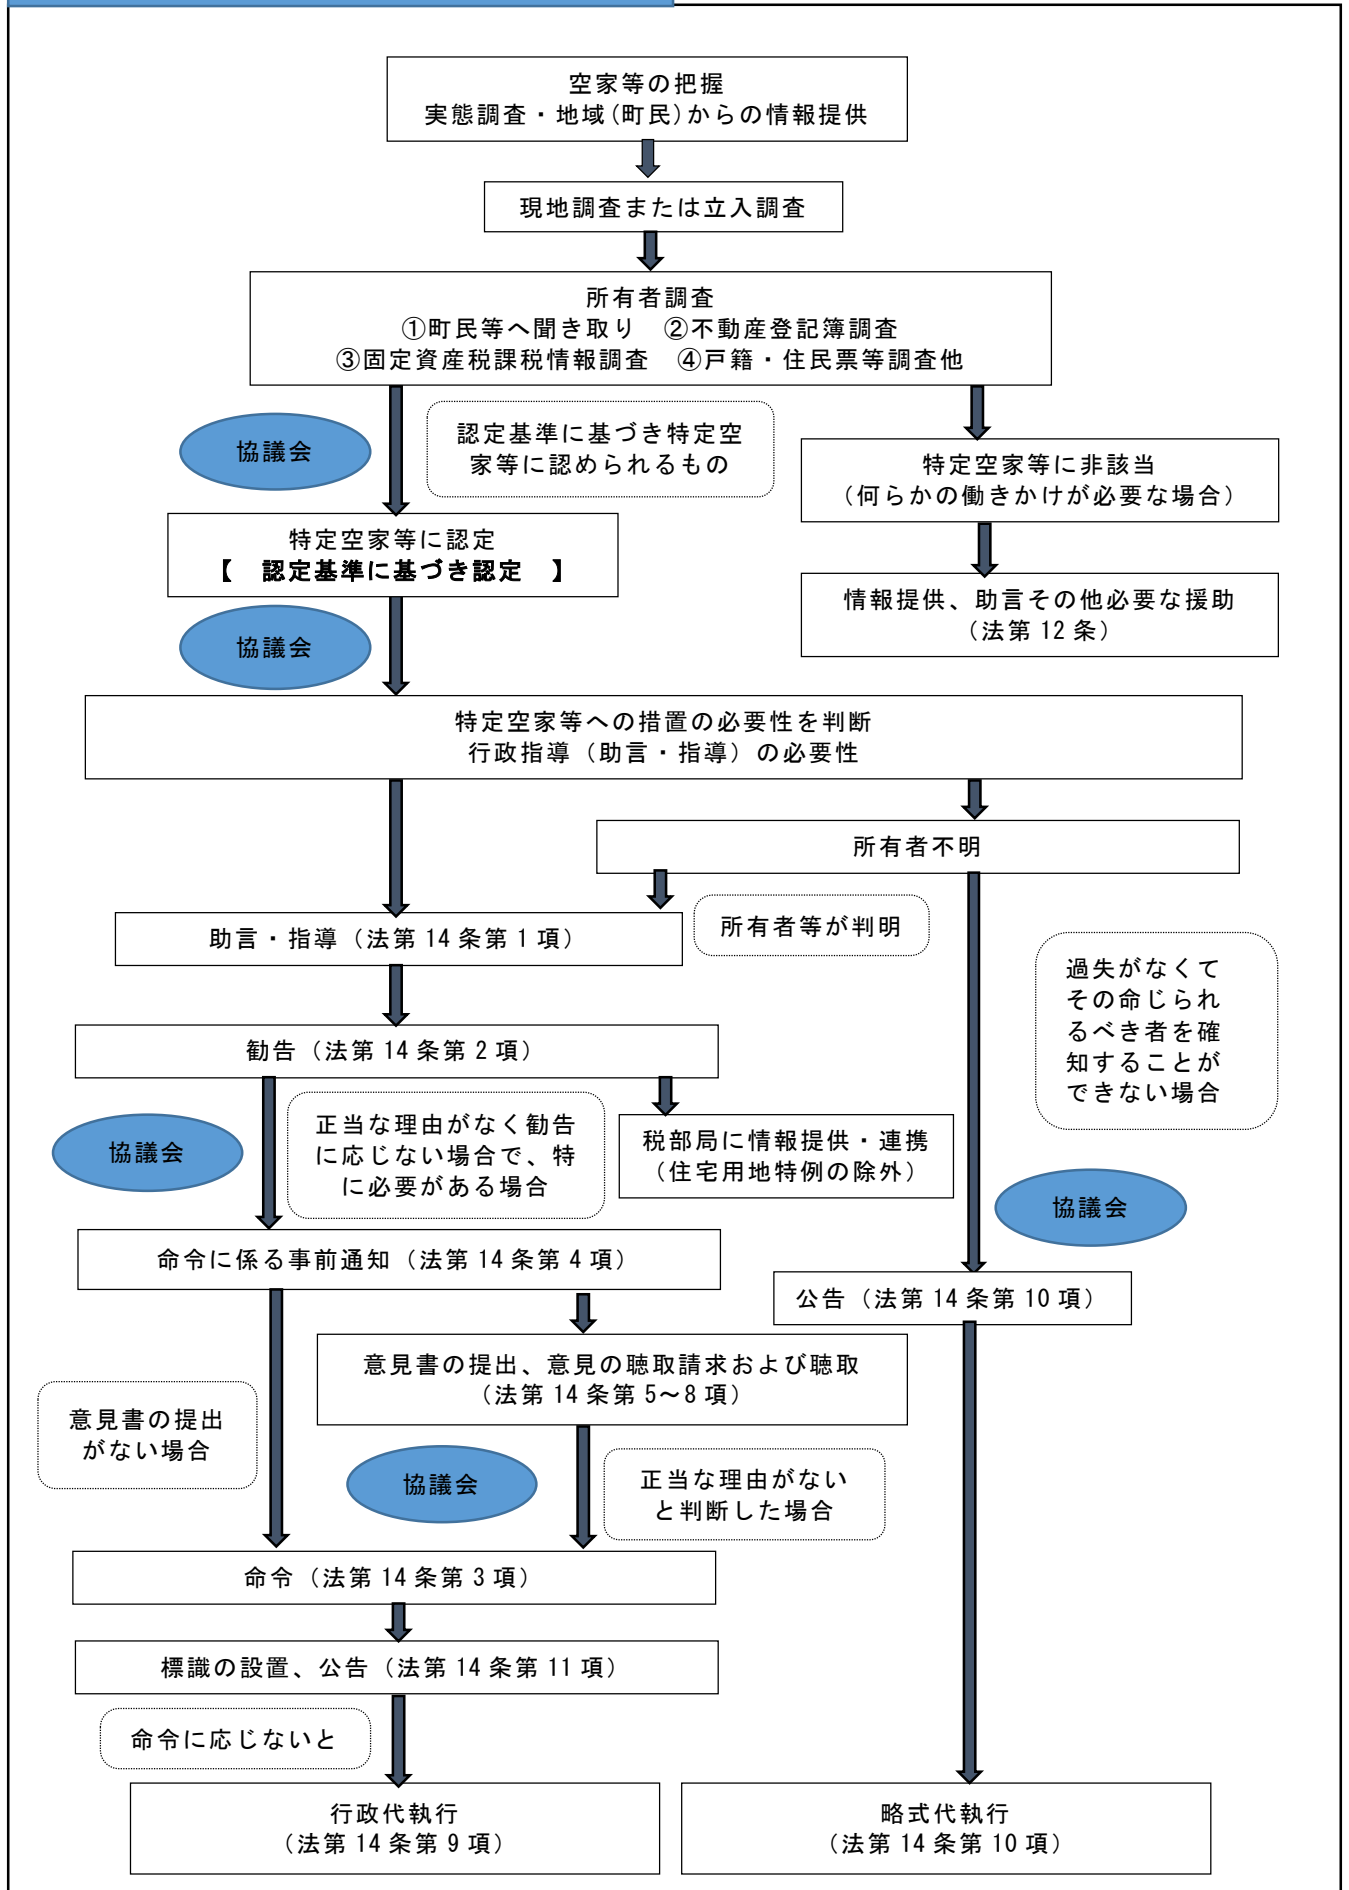 空家等の把握
実態調査・地域(町民)からの情報提供
現地調査または立入調査
所有者調査
①町民等へ聞き取り　②不動産登記簿調査
③固定資産税課税情報調査　④戸籍・住民票等調査他
協議会
認定基準に基づき特定空
家等に認められるもの
特定空家等に非該当
（何らかの働きかけが必要な場合）
特定空家等に認定
【　認定基準に基づき認定　】
情報提供、助言その他必要な援助
（法第 12 条）
協議会
特定空家等への措置の必要性を判断
行政指導（助言・指導）の必要性
所有者不明
所有者等が判明
助言・指導（法第 14 条第 1 項）
過失がなくて
その命じられ
るべき者を確
知することが
できない場合
勧告（法第 14 条第 2 項）
協議会
正当な理由がなく勧告
に応じない場合で、特
に必要がある場合
税部局に情報提供・連携
（住宅用地特例の除外）
協議会
命令に係る事前通知（法第 14 条第 4 項）
公告（法第 14 条第 10 項）
意見書の提出、意見の聴取請求および聴取
（法第 14 条第 5～8 項）
意見書の提出
がない場合
協議会
正当な理由がない
と判断した場合
命令（法第 14 条第 3 項）
標識の設置、公告（法第 14 条第 11 項）
命令に応じないと
行政代執行
（法第 14 条第 9 項）
略式代執行
（法第 14 条第 10 項）